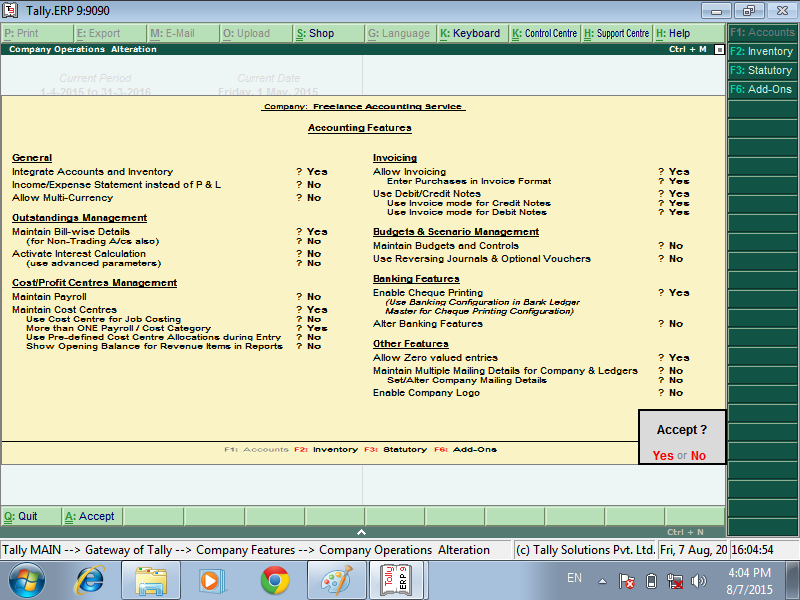 Tally.ERP 9:9090
P: Print E: Export M: E-Mail O: Upload S: Shop G: Language K: Keyboard K: Control Centre H: Support Centre H: Help F1: Accounts
Company Operations Alteration Ctrl + M
F2: Inventory
F3: Statutory
F6: Add-Ons
Current Period Current Date
1-4-2015 to 31-3-2016 Friday, 1 May, 2015
Company: Freelance Accounting Service
Accounting Features
General
Integrate Accounts and Inventory ? Yes
Income/Expense Statement instead of P & L ? No
Allow Multi-Currency ? No
Outstandings Management
Maintain Bill-wise Details ? Yes
(for Non-Trading A/cs also) ? No
Activate Interest Calculation ? No
(use advanced parameters) ? No
Cost/Profit Centres Management
Maintain Payroll ? No
Maintain Cost Centres ? Yes
Use Cost Centre for Job Costing ? No
More than ONE Payroll / Cost Category ? Yes
Use Pre-defined Cost Centre Allocations during Entry ? No
Show Opening Balance for Revenue Items in Reports ? No
Invoicing
Allow Invoicing ? Yes
Enter Purchases in Invoice Format ? Yes
Use Debit/Credit Notes ? Yes
Use Invoice mode for Credit Notes ? Yes
Use Invoice mode for Debit Notes ? Yes
Budgets & Scenario Management
Maintain Budgets and Controls ? No
Use Reversing Journals & Optional Vouchers ? No
Banking Features
Enable Cheque Printing ? Yes
(Use Banking Configuration in Bank Ledger
Master for Cheque Printing Configuration)
Alter Banking Features ? No
Other Features
Allow Zero valued entries ? Yes
Maintain Multiple Mailing Details for Company & Ledgers ? No
Set/Alter Company Mailing Details ? No
Enable Company Logo ? No
Accept ?
Yes or No
F1: Accounts F2: Inventory F3: Statutory F6: Add-Ons
Q: Quit A: Accept
Ctrl + N
Tally MAIN --> Gateway of Tally --> Company Features --> Company Operations Alteration (c) Tally Solutions Pvt. Ltd. Fri, 7 Aug, 20 16:04:54
Tally ERP 9
EN
4:04 PM
8/7/2015